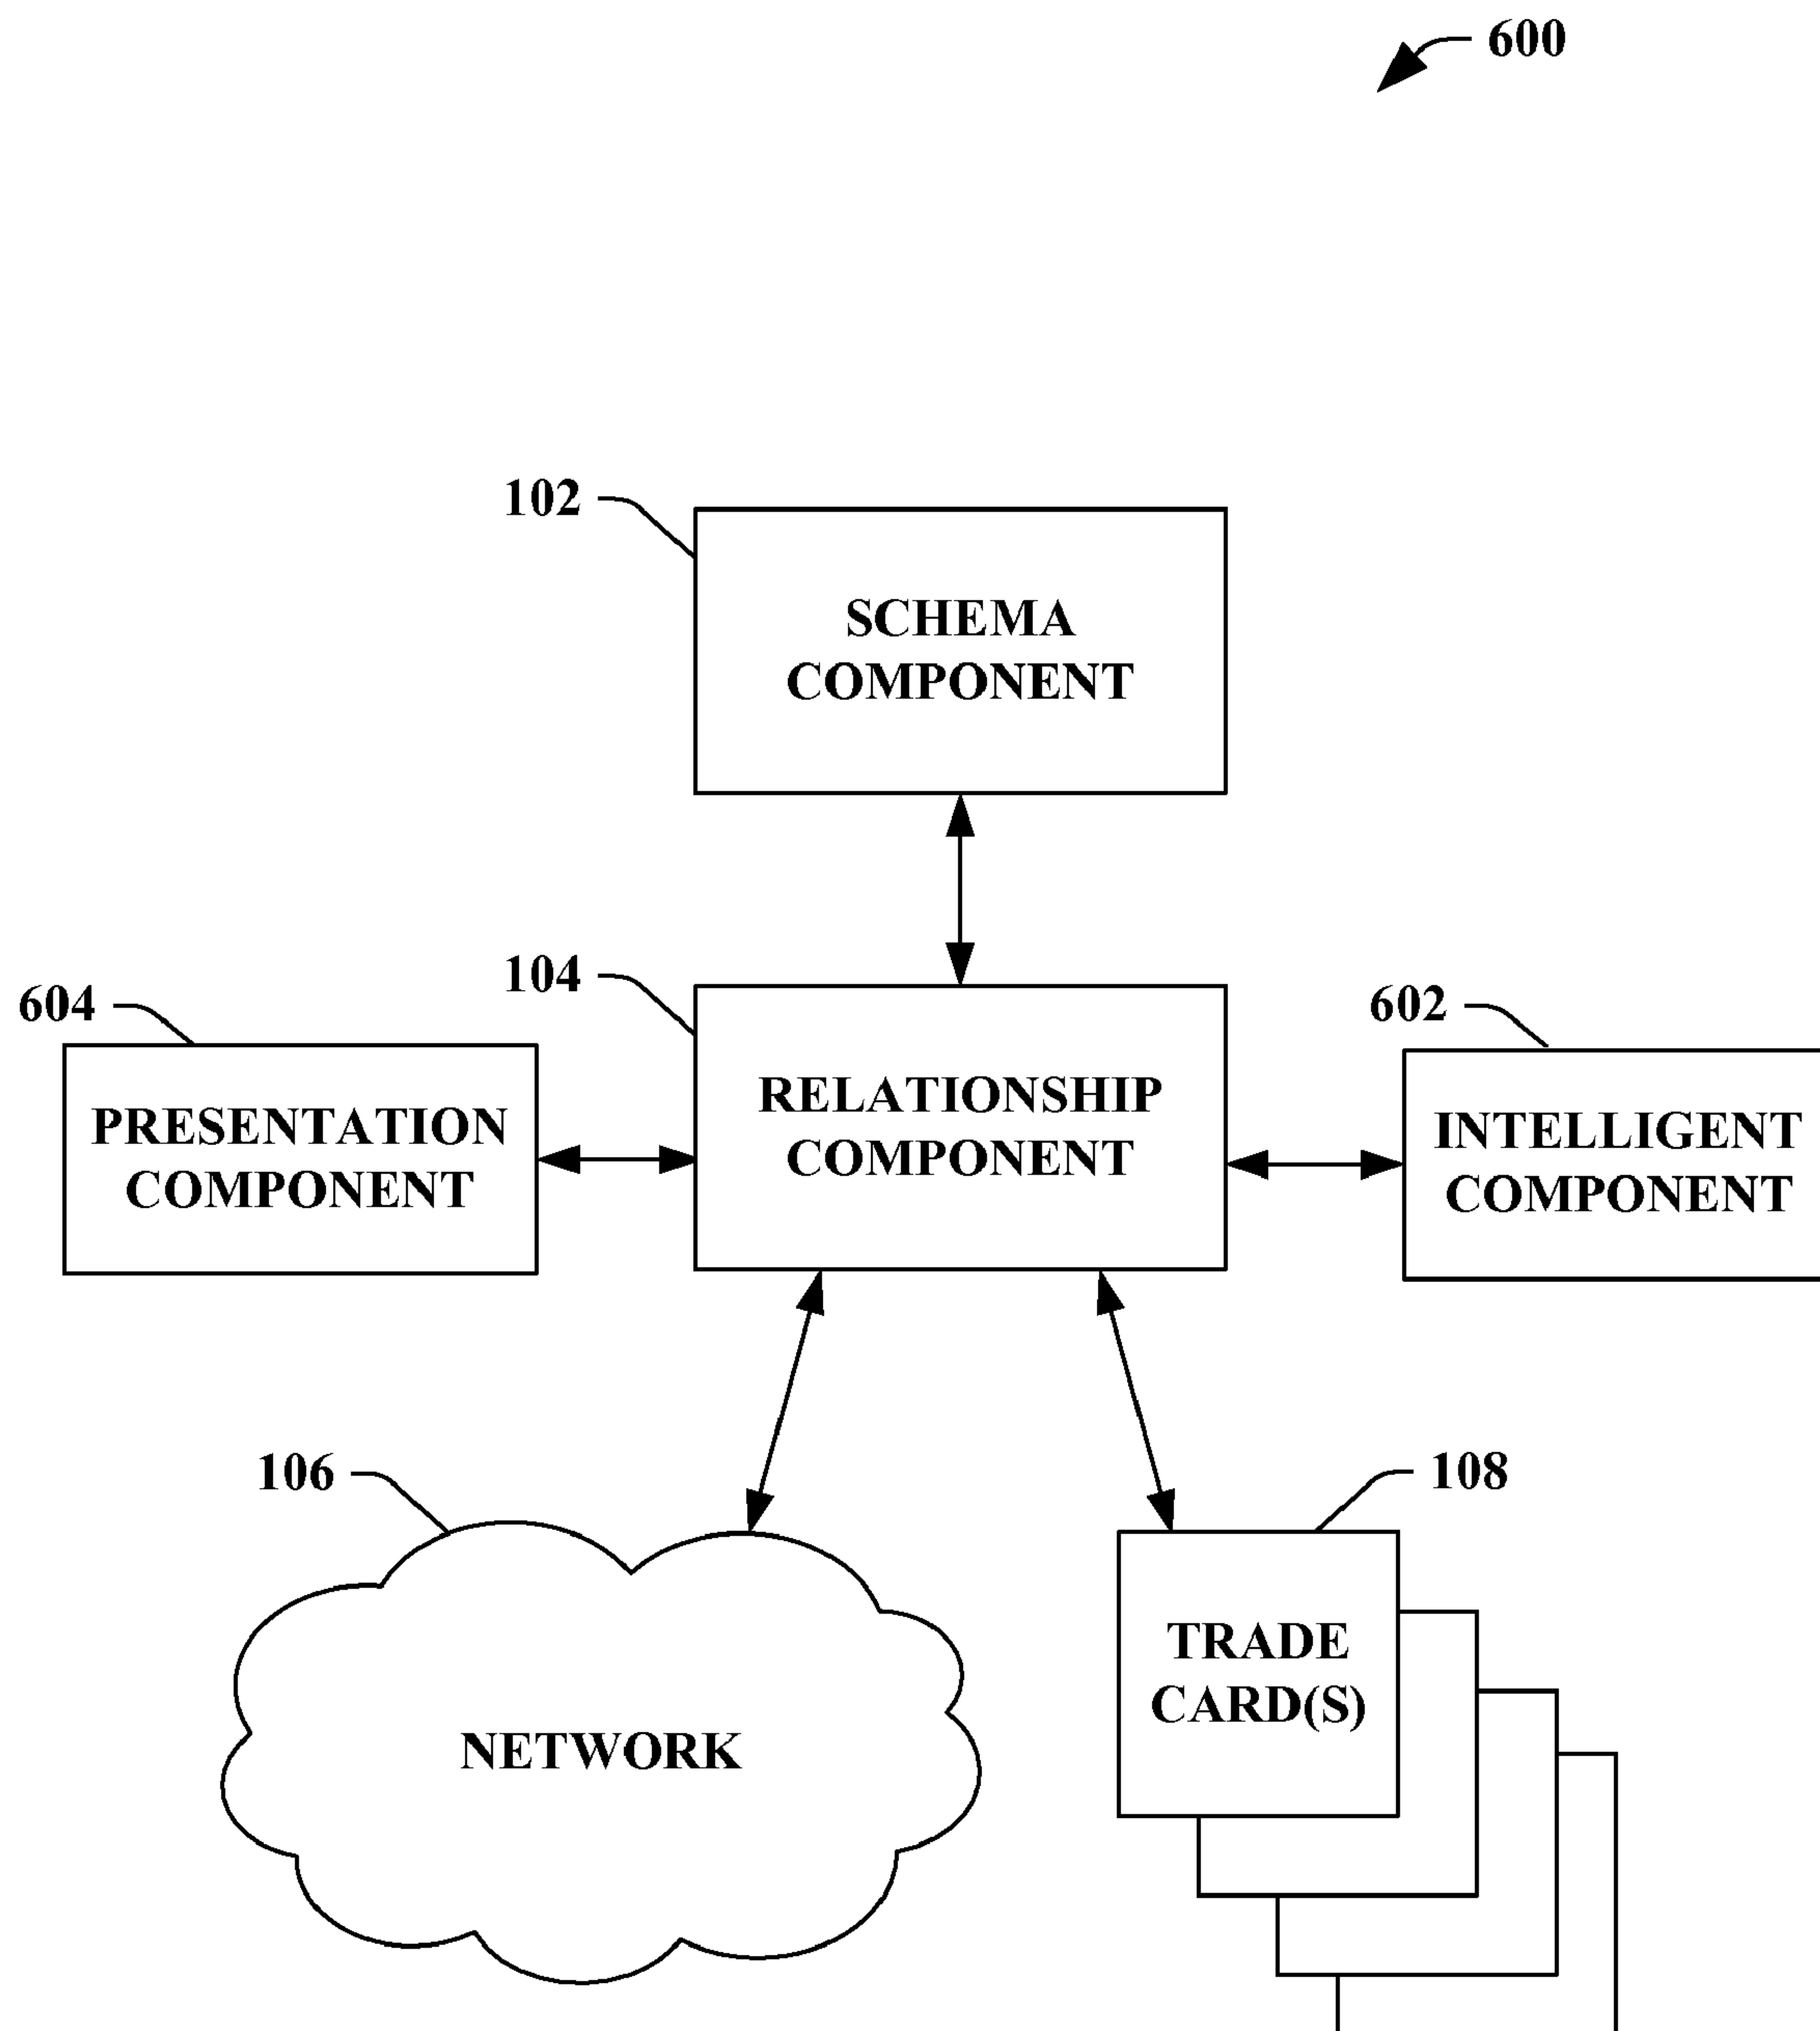 600
102
SCHEMA
COMPONENT
104
604
602
RELATIONSHIP
COMPONENT
PRESENTATION
COMPONENT
INTELLIGENT
COMPONENT
106
108
TRADE
CARD(S)
NETWORK